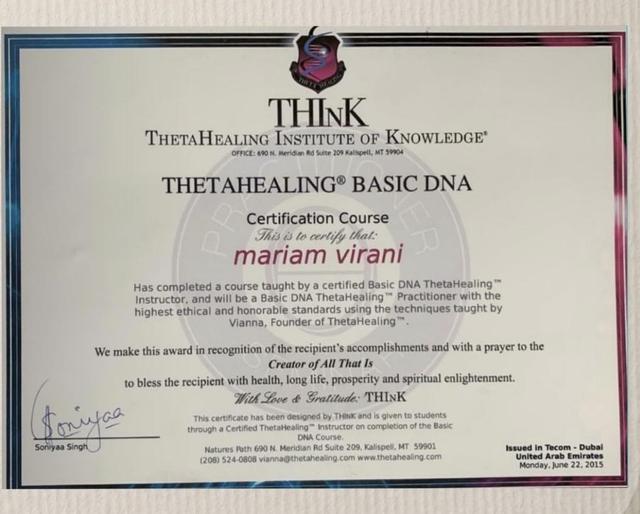 THETA HEALING
THInK
THETAHEALING INSTITUTE OF KNOWLEDGE®
OFFICE: 690 N. Meridian Rd Suite 209 Kalispell, MT 59904
THETAHEALING® BASIC DNA
Certification Course
This is to certify that:
mariam virani
Has completed a course taught by a certified Basic DNA ThetaHealing™
Instructor, and will be a Basic DNA ThetaHealing™ Practitioner with the
highest ethical and honorable standards using the techniques taught by
Vianna, Founder of ThetaHealing™.
We make this award in recognition of the recipient's accomplishments and with a prayer to the
Creator of All That Is
to bless the recipient with health, long life, prosperity and spiritual enlightenment.
With Love & Gratitude: THInK
This certificate has been designed by THInK and is given to students
through a Certified ThetaHealing™ Instructor on completion of the Basic
DNA Course.
Natures Path 690 N. Meridian Rd Suite 209, Kalispell, MT 59901
(208) 524-0808 vianna@thetahealing.com www.thetahealing.com
Soniyaa
Soniyaa Singh
Issued in Tecom - Dubai
United Arab Emirates
Monday, June 22, 2015
PRACTITIONER